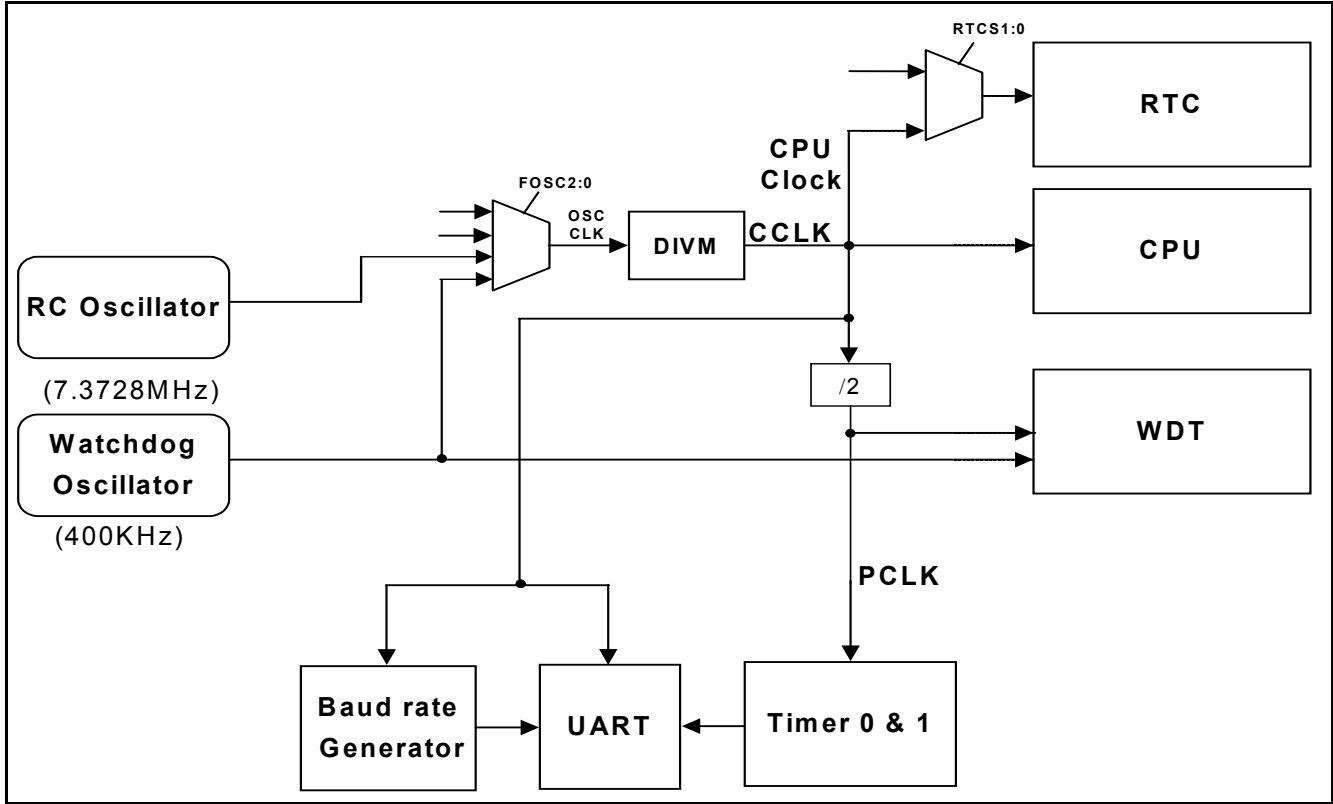 RTCS1:0
RTC
CPU
Clock
FOSC2:0
OSC
CLK
DIVM
CCLK
CPU
RC Oscillator
(7.3728MHz)
/2
Watchdog
Oscillator
(400KHz)
WDT
PCLK
Baud rate
Generator
UART
Timer 0 & 1